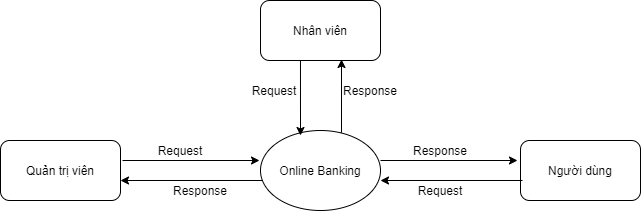 Nhân viên
Request
Response
Request
Response
Quản trị viên
Online Banking
Người dùng
Response
Request